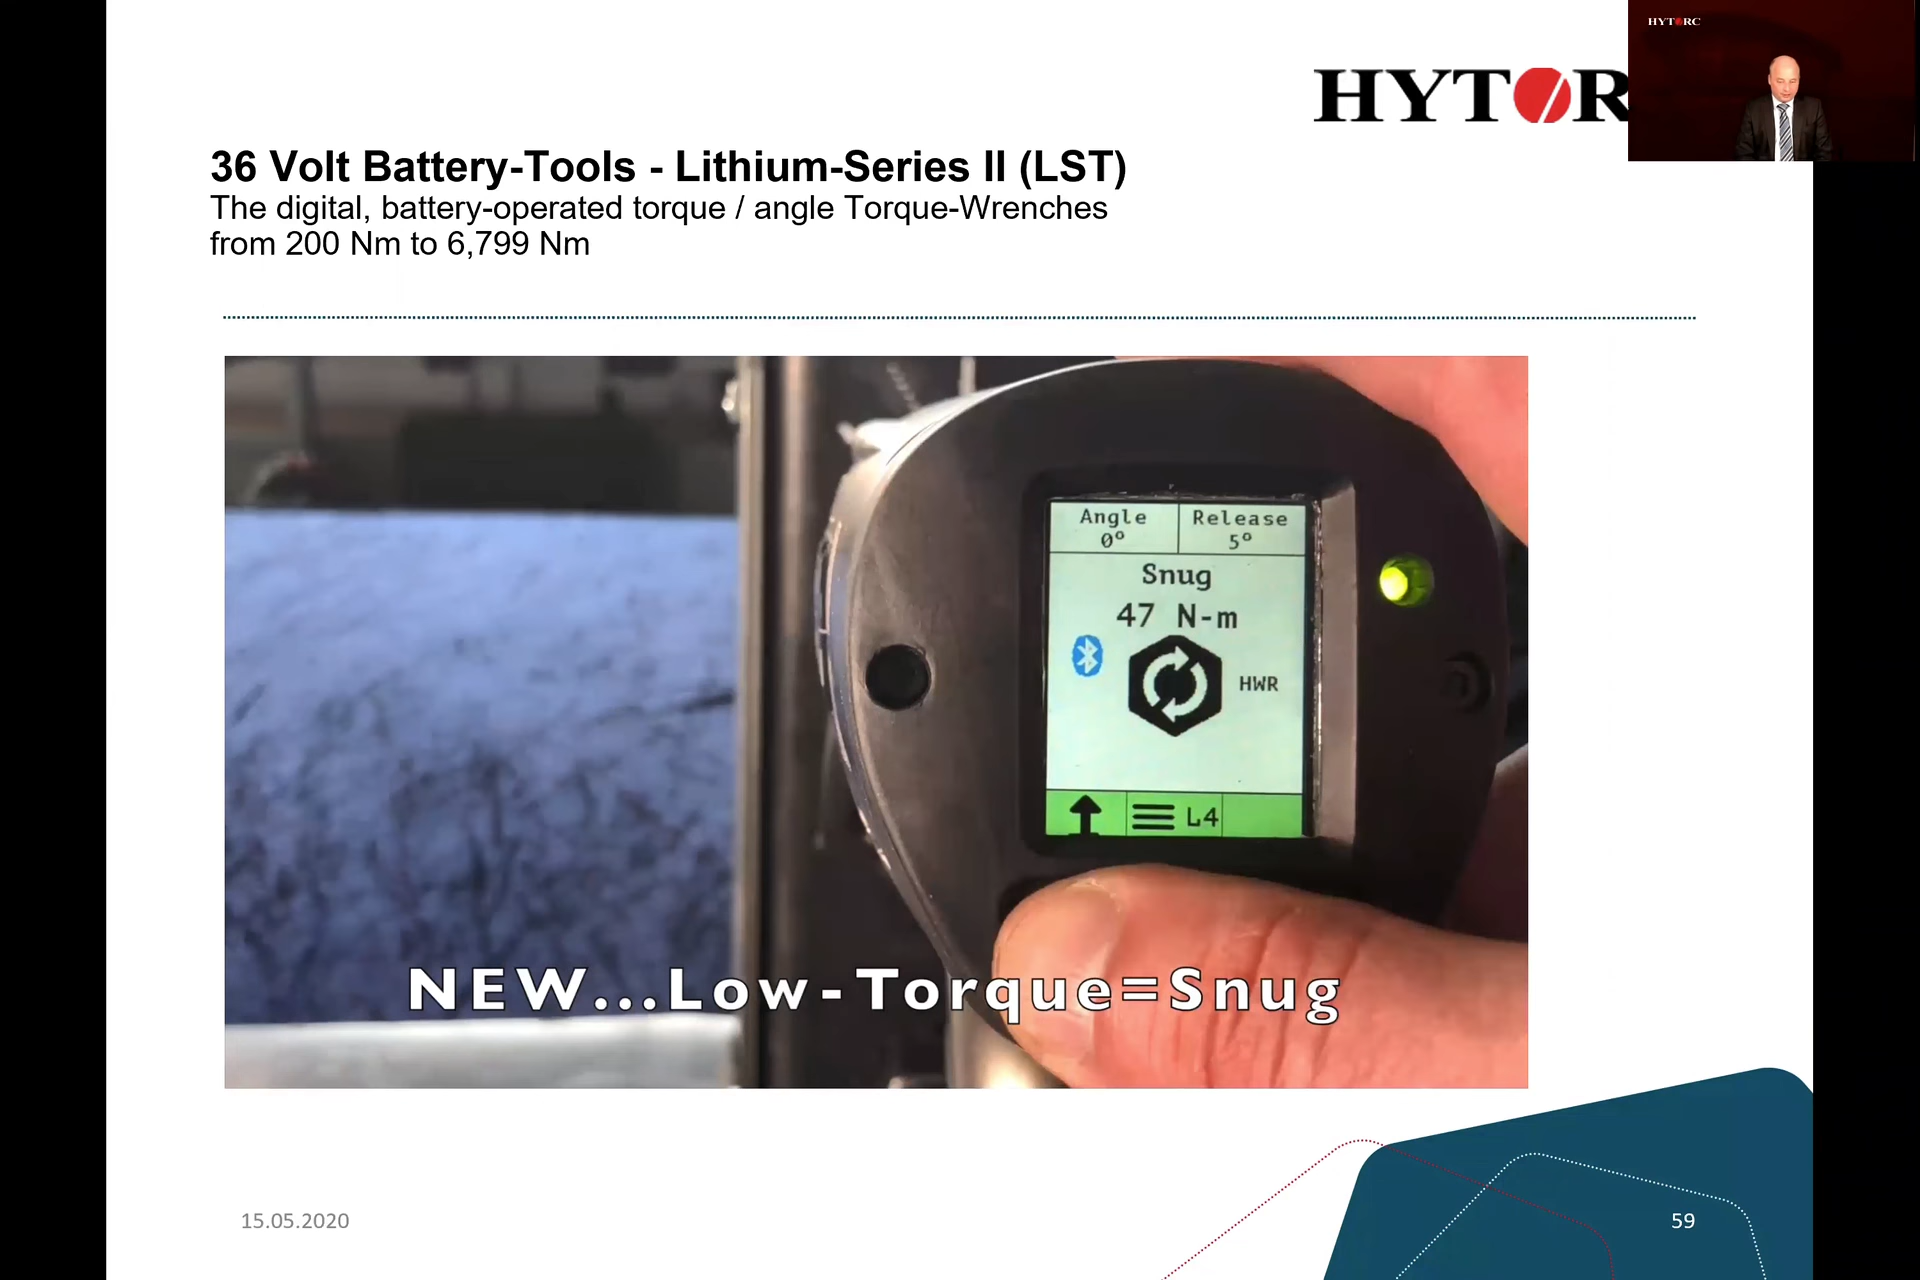 HYTORC
HYTOR
36 Volt Battery-Tools - Lithium-Series II (LST)
The digital, battery-operated torque / angle Torque-Wrenches
from 200 Nm to 6,799 Nm
Angle Release
0° 5°
Snug
47 N-m
HWR
L4
NEW...Low-Torque=Snug
15.05.2020
59